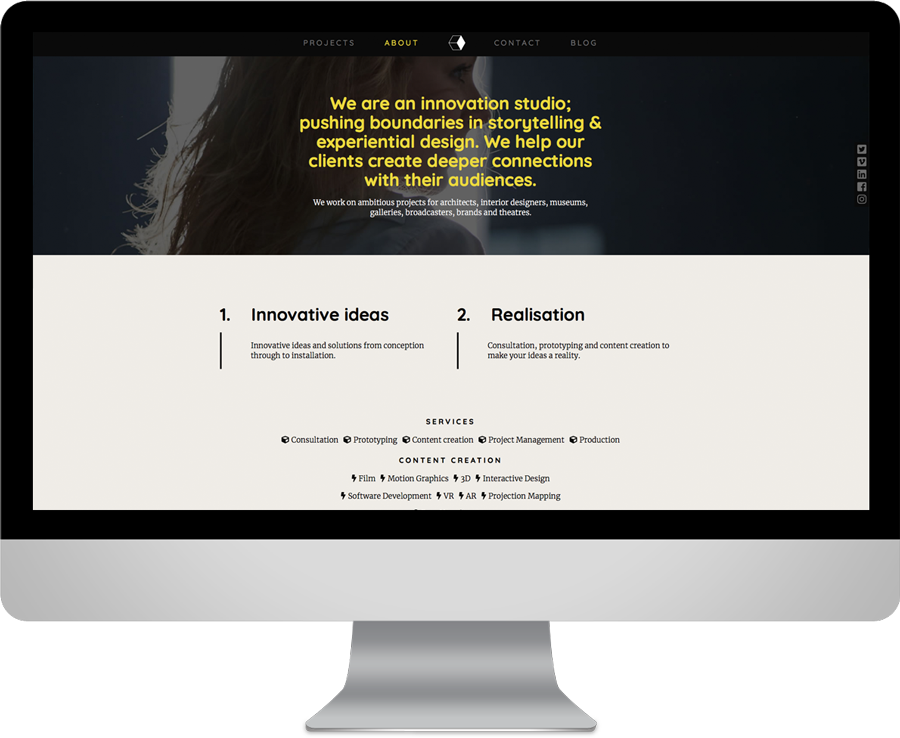 PROJECTS ABOUT CONTACT BLOG
We are an innovation studio;
pushing boundaries in storytelling &
experiential design. We help our
clients create deeper connections
with their audiences.
We work on ambitious projects for architects, interior designers, museums,
galleries, broadcasters, brands and theatres.
1. Innovative ideas
Innovative ideas and solutions from conception
through to installation.
2. Realisation
Consultation, prototyping and content creation to
make your ideas a reality.
SERVICES
Consultation Prototyping Content creation Project Management Production
CONTENT CREATION
Film Motion Graphics 3D Interactive Design
Software Development VR AR Projection Mapping